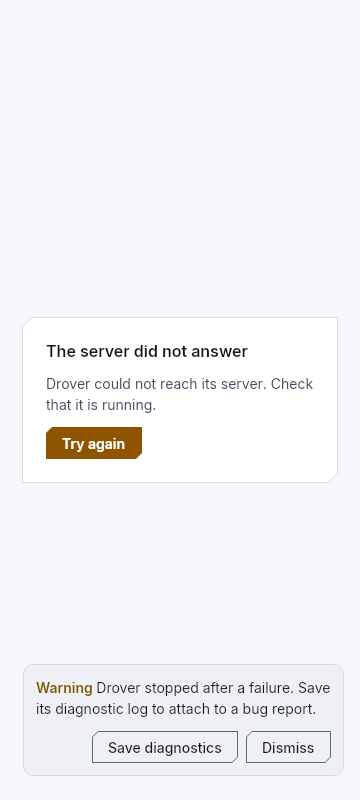 The server did not answer
Drover could not reach its server. Check
that it is running.
Try again
Warning Drover stopped after a failure. Save
its diagnostic log to attach to a bug report.
Save diagnostics
Dismiss